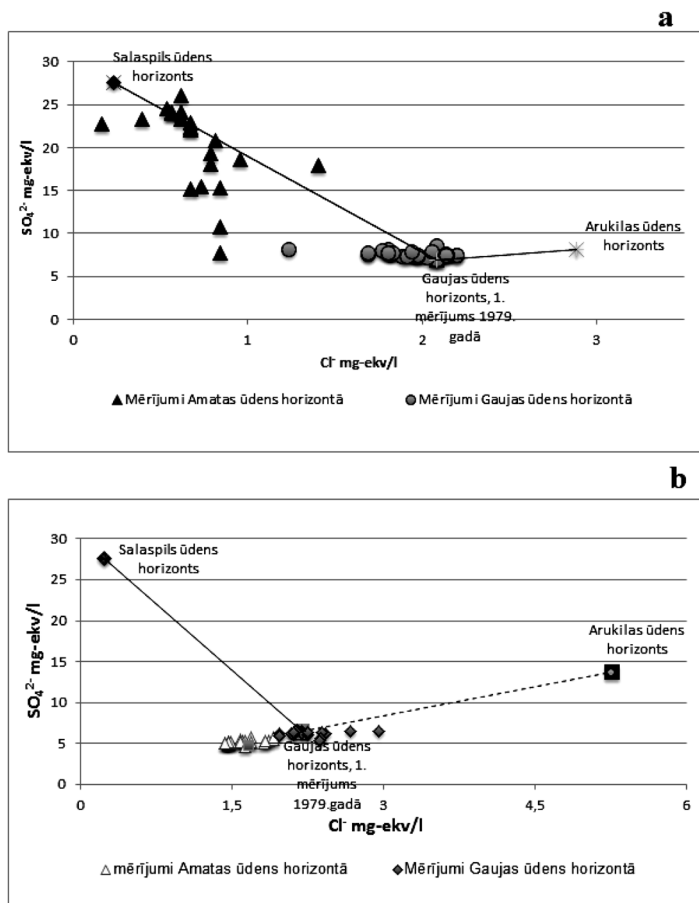 a
Salaspils ūdens
horizonts
30
25
20
15
10
5
0
SO₄²⁻ mg-ekv/l
Arukilas ūdens
horizonts
Gaujas ūdens
horizonts, 1.
mērījums 1979.
gadā
1
2
3
Cl⁻ mg-ekv/l
▲ Mērījumi Amatas ūdens horizontā
Mērījumi Gaujas ūdens horizontā
b
30
25
20
15
10
5
0
SO₄²⁻ mg-ekv/l
Salaspils ūdens
horizonts
Arukilas ūdens
horizonts
Gaujas ūdens
horizonts, 1.
mērījums
1979.gadā
0
1,5
3
4,5
6
Cl⁻ mg-ekv/l
△ mērījumi Amatas ūdens horizontā
◆ Mērījumi Gaujas ūdens horizontā